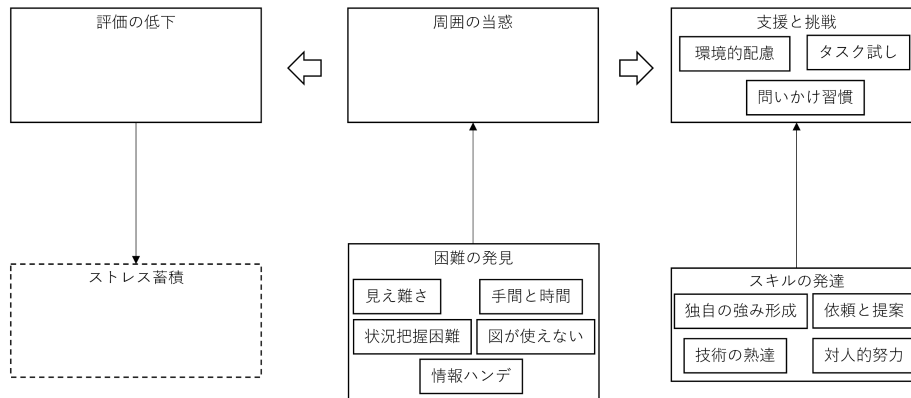 評価の低下
周囲の当惑
支援と挑戦
環境的配慮
タスク試し
問いかけ習慣
ストレス蓄積
困難の発見
見え難さ
手間と時間
状況把握困難
図が使えない
情報ハンデ
スキルの発達
独自の強み形成
依頼と提案
技術の熟達
対人的努力